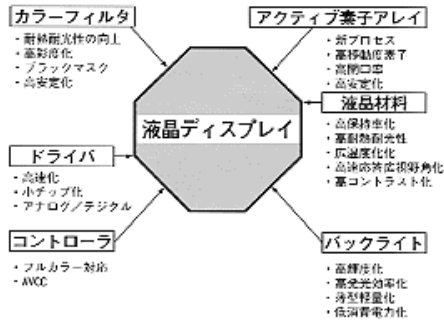 カラーフィルタ
・耐熱耐光性の向上
・高彩度化
・ブラックマスク
・高安定化
アクティブ素子アレイ
・新プロセス
・高移動度素子
・高開口率
・高安定化
液晶ディスプレイ
液晶材料
・高保持率化
・高耐熱耐光性
・広温度化化
・高速応答広視野角化
・高コントラスト化
ドライバ
・高速化
・小チップ化
・アナログ／デジタル
コントローラ
・フルカラー対応
・AVCC
バックライト
・高輝度化
・高発光効率化
・薄型軽量化
・低消費電力化